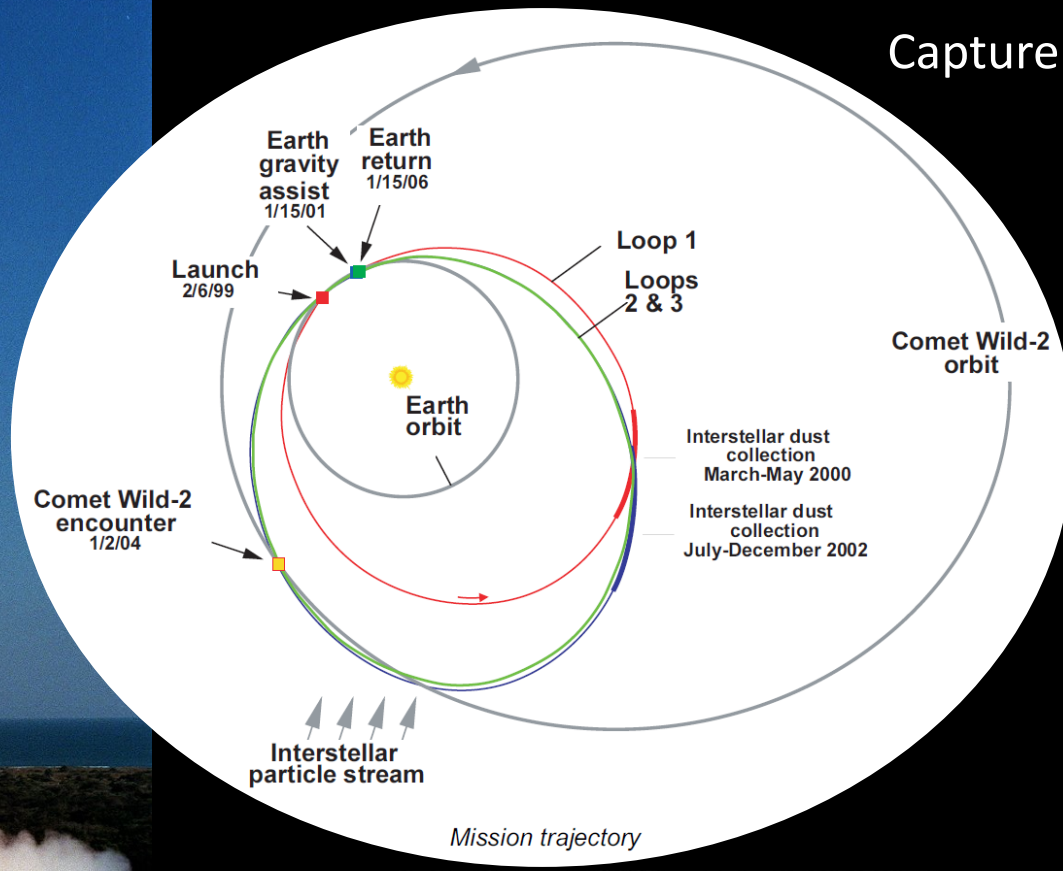 Capture
Earth
gravity
assist
1/15/01
Earth
return
1/15/06
Launch
2/6/99
Loop 1
Loops
2 & 3
Comet Wild-2
orbit
Earth
orbit
Interstellar dust
collection
March-May 2000
Interstellar dust
collection
July-December 2002
Comet Wild-2
encounter
1/2/04
Interstellar
particle stream
Mission trajectory